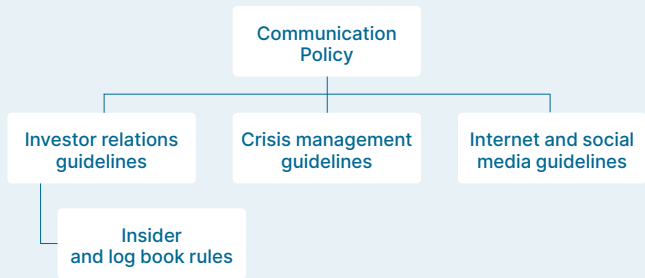 Communication
Policy
Investor relations
guidelines
Crisis management
guidelines
Internet and social
media guidelines
Insider
and log book rules